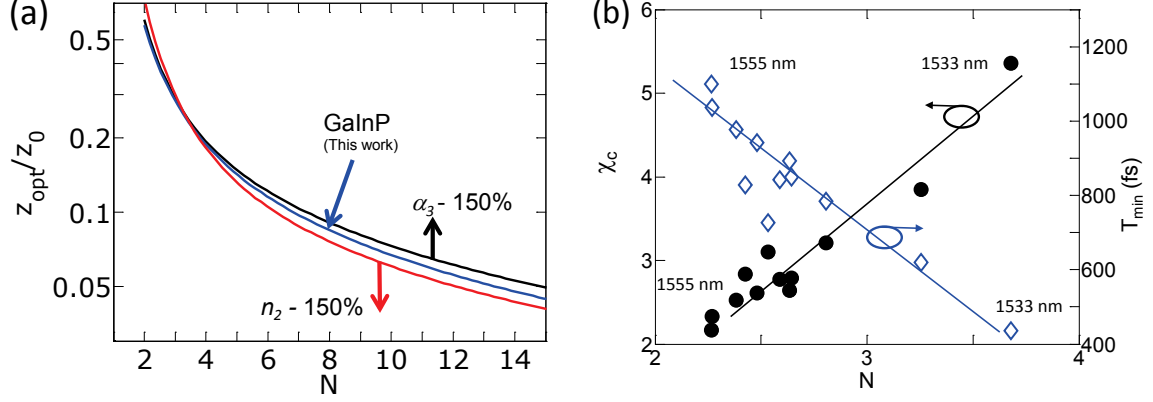 (a)
z_opt/z_0
0.5
0.2
0.1
0.05
GaInP
(This work)
α_3 - 150%
n_2 - 150%
2
4
6
8
10
12
14
N
(b)
χ_c
6
5
4
3
2
1555 nm
1533 nm
1555 nm
1533 nm
1200
1000
800
600
400
T_min (fs)
2
3
4
N